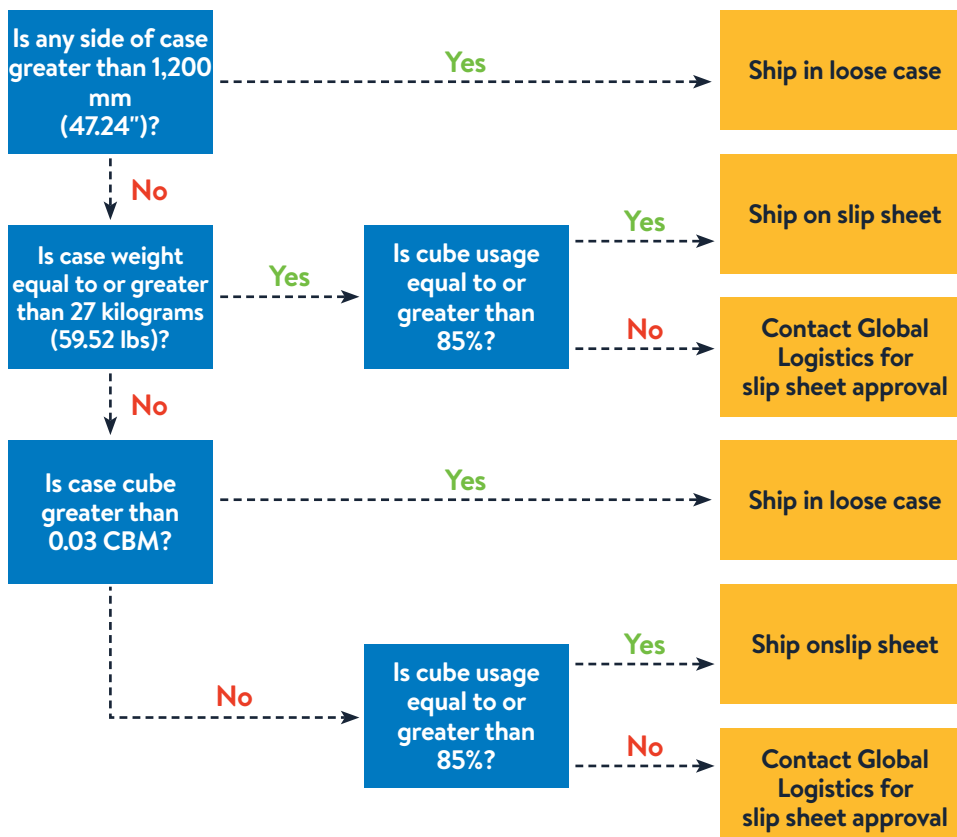 Is any side of case
greater than 1,200
mm
(47.24")?
Yes
Ship in loose case
No
Is case weight
equal to or greater
than 27 kilograms
(59.52 lbs)?
Yes
Is cube usage
equal to or
greater than
85%?
Yes
Ship on slip sheet
No
Contact Global
Logistics for
slip sheet approval
No
Is case cube
greater than
0.03 CBM?
Yes
Ship in loose case
No
Is cube usage
equal to or
greater than
85%?
Yes
Ship onslip sheet
No
Contact Global
Logistics for
slip sheet approval